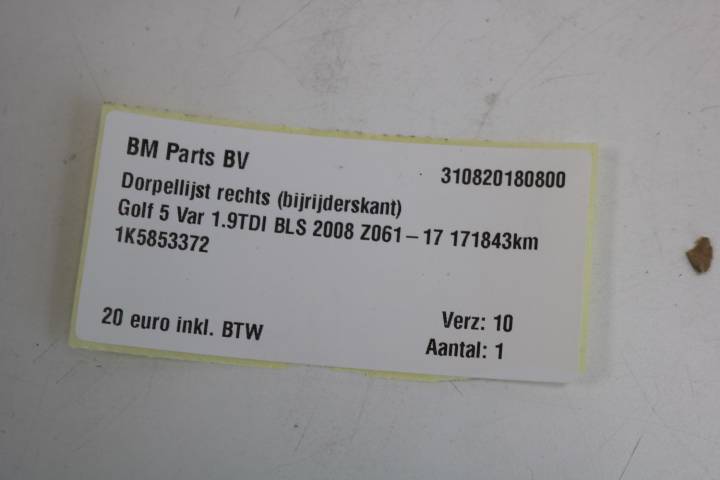 BM Parts BV 310820180800
Dorpellijst rechts (bijrijderskant)
Golf 5 Var 1.9TDI BLS 2008 Z061-17 171843km
1K5853372
20 euro inkl. BTW Verz: 10
Aantal: 1